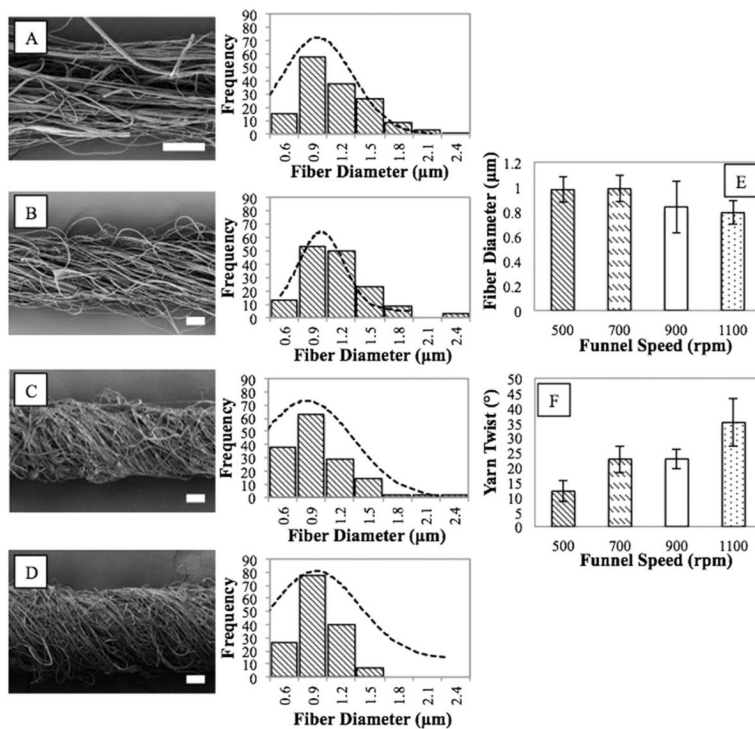 A
Frequency
90
80
70
60
50
40
30
20
10
0
0.6 0.9 1.2 1.5 1.8 2.1 2.4
Fiber Diameter (µm)
B
Frequency
90
80
70
60
50
40
30
20
10
0
0.6 0.9 1.2 1.5 1.8 2.1 2.4
Fiber Diameter (µm)
C
Frequency
90
80
70
60
50
40
30
20
10
0
0.6 0.9 1.2 1.5 1.8 2.1 2.4
Fiber Diameter (µm)
D
Frequency
90
80
70
60
50
40
30
20
10
0
0.6 0.9 1.2 1.5 1.8 2.1 2.4
Fiber Diameter (µm)
E
Fiber Diameter (µm)
1.2
1
0.8
0.6
0.4
0.2
0
500 700 900 1100
Funnel Speed (rpm)
F
Yarn Twist (°)
50
45
40
35
30
25
20
15
10
5
0
500 700 900 1100
Funnel Speed (rpm)